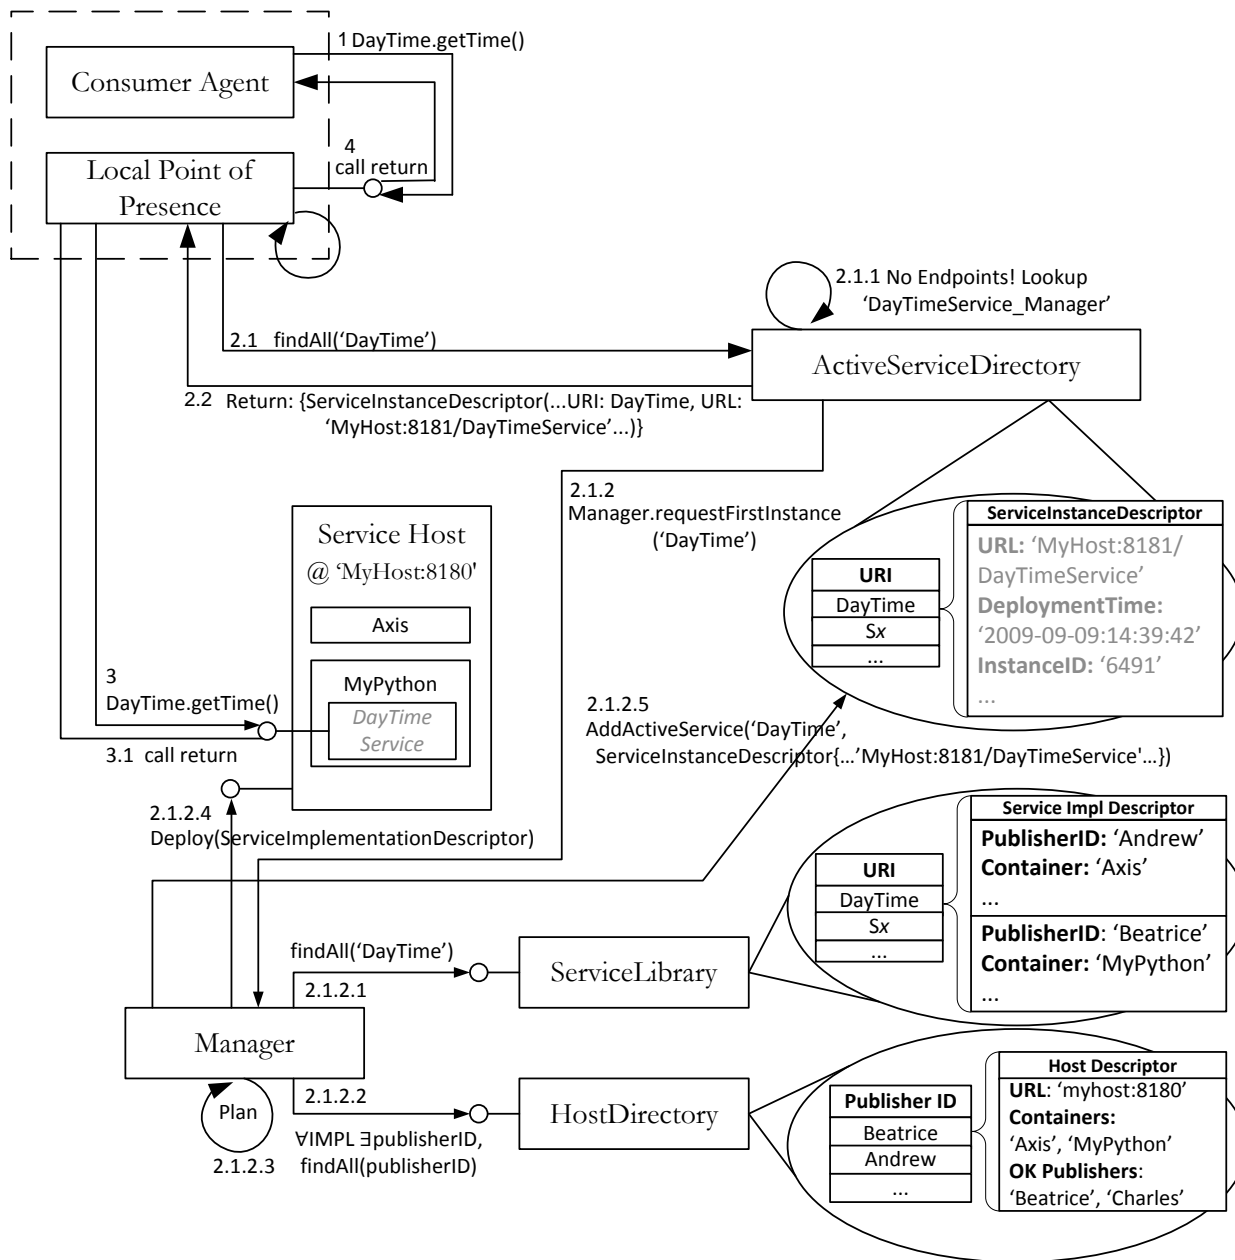 1 DayTime.getTime()
Consumer Agent
4
call return
Local Point of
Presence
2.1.1 No Endpoints! Lookup
‘DayTimeService_Manager’
2.1 findAll(‘DayTime’)
ActiveServiceDirectory
2.2 Return: {ServiceInstanceDescriptor(...URI: DayTime, URL:
‘MyHost:8181/DayTimeService’...)}
2.1.2
Manager.requestFirstInstance
(‘DayTime’)
Service Host
@ ‘MyHost:8180'
Axis
MyPython
DayTime
Service
ServiceInstanceDescriptor
URL: ‘MyHost:8181/
DayTimeService’
DeploymentTime:
‘2009-09-09:14:39:42’
InstanceID: ‘6491’
...
URI
DayTime
Sx
...
3
DayTime.getTime()
3.1 call return
2.1.2.5
AddActiveService(‘DayTime’,
ServiceInstanceDescriptor{...’MyHost:8181/DayTimeService'...})
2.1.2.4
Deploy(ServiceImplementationDescriptor)
Service Impl Descriptor
PublisherID: ‘Andrew’
Container: ‘Axis’
...
PublisherID: ‘Beatrice’
Container: ‘MyPython’
...
URI
DayTime
Sx
...
findAll(‘DayTime’)
2.1.2.1
ServiceLibrary
Manager
Plan
2.1.2.3
2.1.2.2
∀IMPL ∃publisherID,
findAll(publisherID)
HostDirectory
Publisher ID
Beatrice
Andrew
...
Host Descriptor
URL: ‘myhost:8180’
Containers:
‘Axis’, ‘MyPython’
OK Publishers:
‘Beatrice’, ‘Charles’